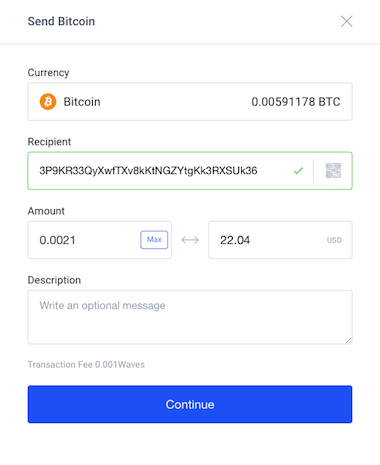 Send Bitcoin
Currency
Bitcoin 0.00591178 BTC
Recipient
3P9KR33QyXwfTXv8kKtNGZYtgKk3RXSUk36
Amount
0.0021 Max 22.04 USD
Description
Write an optional message
Transaction Fee 0.001Waves
Continue